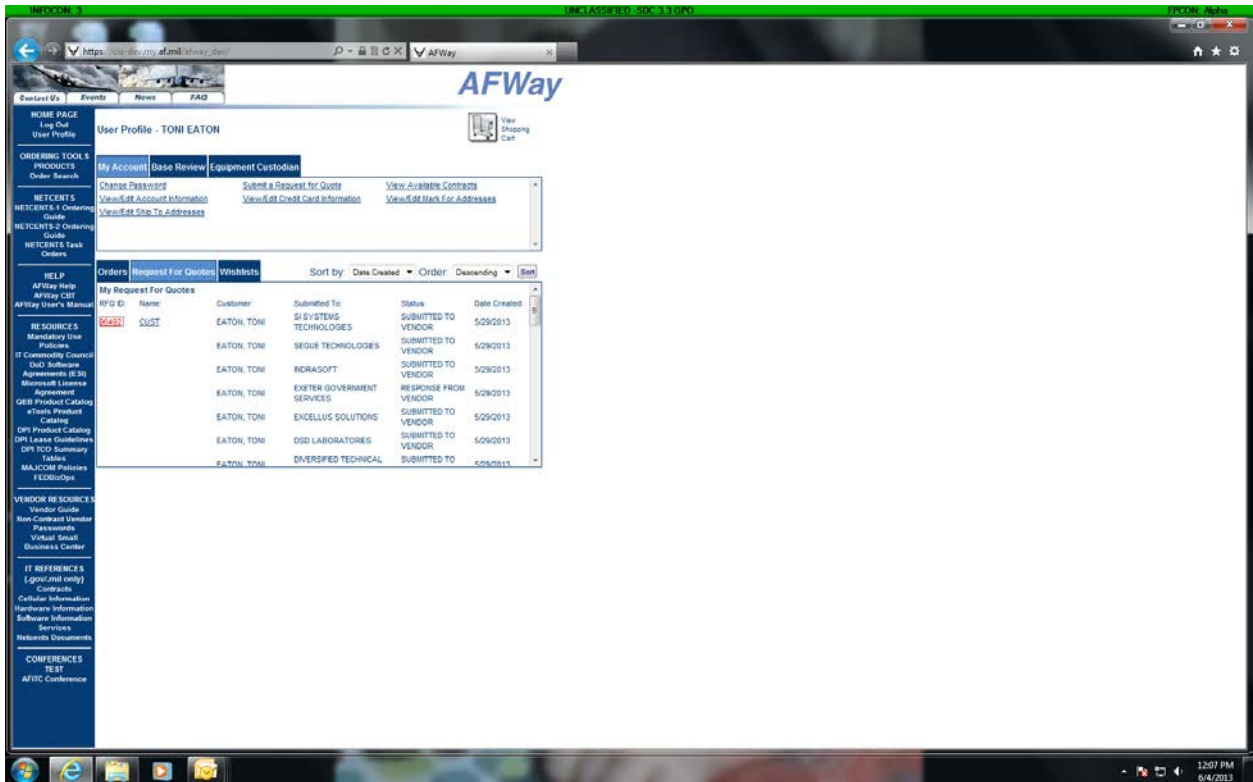 INFOCON: 3
UNCLASSIFIED -SDC 3.3 GPO
FPCON: Alpha
AFWay
AFWay
Contact Us Events News FAQ
HOME PAGE
Log Out
User Profile
ORDERING TOOLS
PRODUCTS
Order Search
NETCENTS
NETCENTS-1 Ordering
Guide
NETCENTS-2 Ordering
Guide
NETCENTS Task
Orders
HELP
AFWay Help
AFWay CBT
AFWay User's Manual
RESOURCES
Mandatory Use
Policies
IT Commodity Council
DoD Software
Agreements (ESI)
Microsoft License
Agreement
QEB Product Catalog
eTools Product
Catalog
DPI Product Catalog
DPI Lease Guidelines
DPI TCO Summary
Tables
MAJCOM Policies
FEDBizOps
VENDOR RESOURCES
Vendor Guide
Non-Contract Vendor
Passwords
Virtual Small
Business Center
IT REFERENCES
(.gov/.mil only)
Contracts
Cellular Information
Hardware Information
Software Information
Services
Netcents Documents
CONFERENCES
TEST
AFITC Conference
User Profile - TONI EATON
View
Shopping
Cart
My Account Base Review Equipment Custodian
Change Password Submit a Request for Quote View Available Contracts
View/Edit Account Information View/Edit Credit Card Information View/Edit Mark For Addresses
View/Edit Ship To Addresses
Orders Request For Quotes Wishlists Sort by: Date Created Order: Descending Sort
My Request For Quotes
RFQ ID: Name: Customer: Submitted To: Status: Date Created:
CUST EATON, TONI SI SYSTEMS TECHNOLOGIES SUBMITTED TO VENDOR 5/29/2013
EATON, TONI SEGUE TECHNOLOGIES SUBMITTED TO VENDOR 5/29/2013
EATON, TONI INDRASOFT SUBMITTED TO VENDOR 5/29/2013
EATON, TONI EXETER GOVERNMENT SERVICES RESPONSE FROM VENDOR 5/29/2013
EATON, TONI EXCELLUS SOLUTIONS SUBMITTED TO VENDOR 5/29/2013
EATON, TONI DSD LABORATORIES SUBMITTED TO VENDOR 5/29/2013
EATON, TONI DIVERSIFIED TECHNICAL SUBMITTED TO 5/29/2013
12:07 PM
6/4/2013